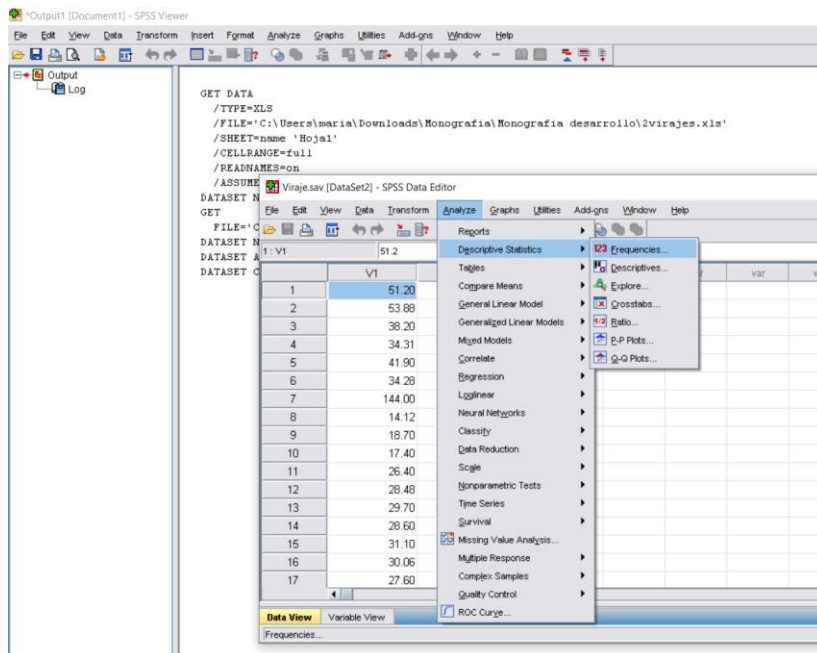 *Output1 [Document1] - SPSS Viewer
File Edit View Data Transform Insert Format Analyze Graphs Utilities Add-ons Window Help
Output
Log
GET DATA
/TYPE=XLS
/FILE='C:\Users\maria\Downloads\Monografia\Monografia desarrollo\2virajes.xls'
/SHEET=name 'Hoja1'
/CELLRANGE=full
/READNAMES=on
/ASSUME
DATASET N
GET
FILE='C
DATASET N
DATASET A
DATASET C
Viraje.sav [DataSet2] - SPSS Data Editor
File Edit View Data Transform Analyze Graphs Utilities Add-ons Window Help
1 : V1 51.2
V1
1 51.20
2 53.88
3 38.20
4 34.31
5 41.90
6 34.28
7 144.00
8 14.12
9 18.70
10 17.40
11 26.40
12 28.48
13 29.70
14 28.60
15 31.10
16 30.06
17 27.60
Reports
Descriptive Statistics
Tables
Compare Means
General Linear Model
Generalized Linear Models
Mixed Models
Correlate
Regression
Loglinear
Neural Networks
Classify
Data Reduction
Scale
Nonparametric Tests
Time Series
Survival
Missing Value Analysis...
Multiple Response
Complex Samples
Quality Control
ROC Curve...
123 Frequencies...
Descriptives...
Explore...
Crosstabs...
1/2 Ratio...
P-P Plots...
Q-Q Plots...
var
Data View Variable View
Frequencies...